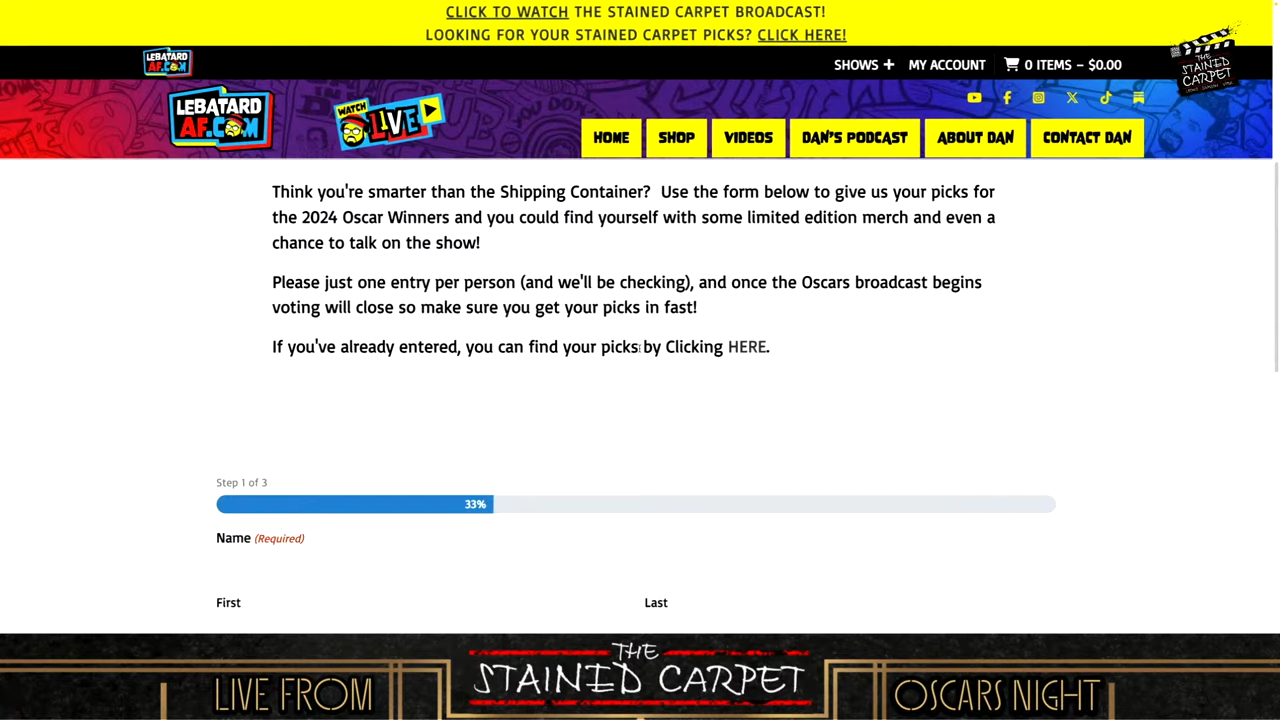 CLICK TO WATCH THE STAINED CARPET BROADCAST!
LOOKING FOR YOUR STAINED CARPET PICKS? CLICK HERE!
LEBATARD
AF.COM
SHOWS + MY ACCOUNT 0 ITEMS – $0.00
THE
STAINED
CARPET
LEBATARD
AF.COM
WATCH
LIVE
HOME SHOP VIDEOS DAN'S PODCAST ABOUT DAN CONTACT DAN
Think you're smarter than the Shipping Container? Use the form below to give us your picks for
the 2024 Oscar Winners and you could find yourself with some limited edition merch and even a
chance to talk on the show!
Please just one entry per person (and we'll be checking), and once the Oscars broadcast begins
voting will close so make sure you get your picks in fast!
If you've already entered, you can find your picks by Clicking HERE.
Step 1 of 3
33%
Name (Required)
First Last
THE
STAINED CARPET
LIVE FROM OSCARS NIGHT